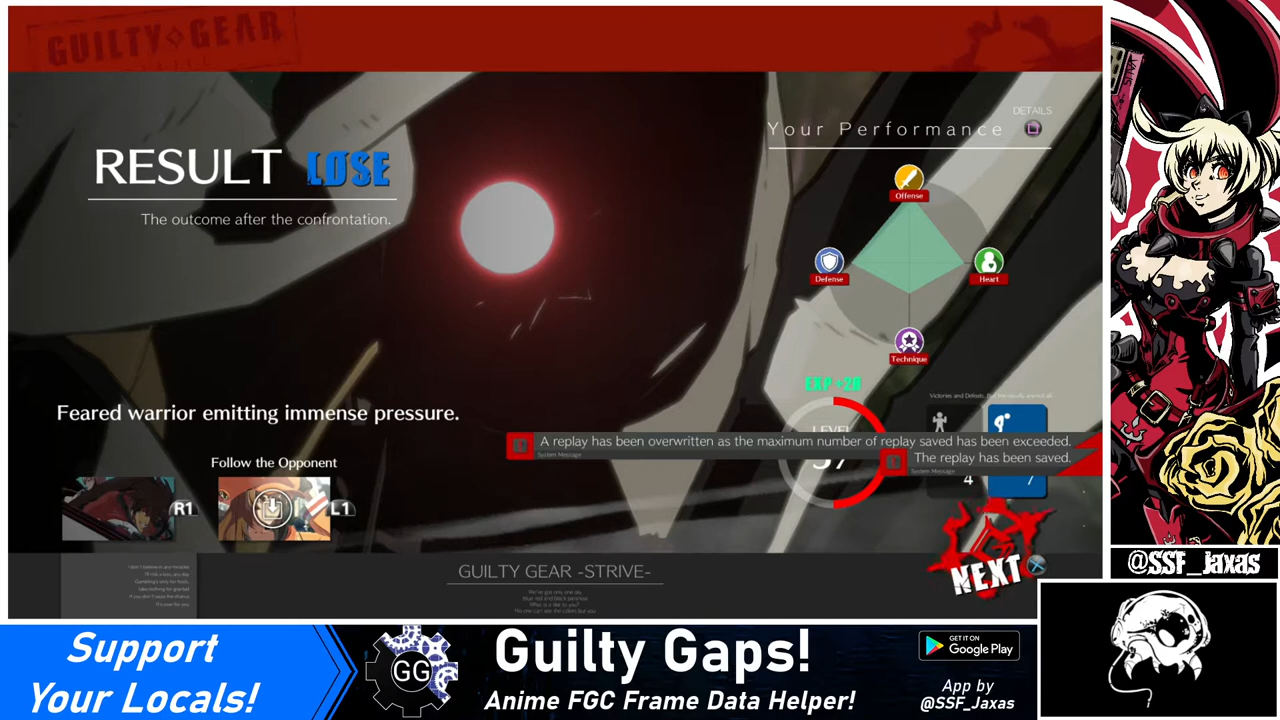 GUILTY GEAR
DETAILS
Your Performance
RESULT LOSE
The outcome after the confrontation.
Offense
Defense
Heart
Technique
EXP +20
LEVEL
37
Feared warrior emitting immense pressure.
Follow the Opponent
R1
L1
A replay has been overwritten as the maximum number of replay saved has been exceeded.
System Message
The replay has been saved.
System Message
4
7
NEXT
GUILTY GEAR -STRIVE-
@SSF_Jaxas
Support
Your Locals!
GG
Guilty Gaps!
Anime FGC Frame Data Helper!
GET IT ON
Google Play
App by
@SSF_Jaxas